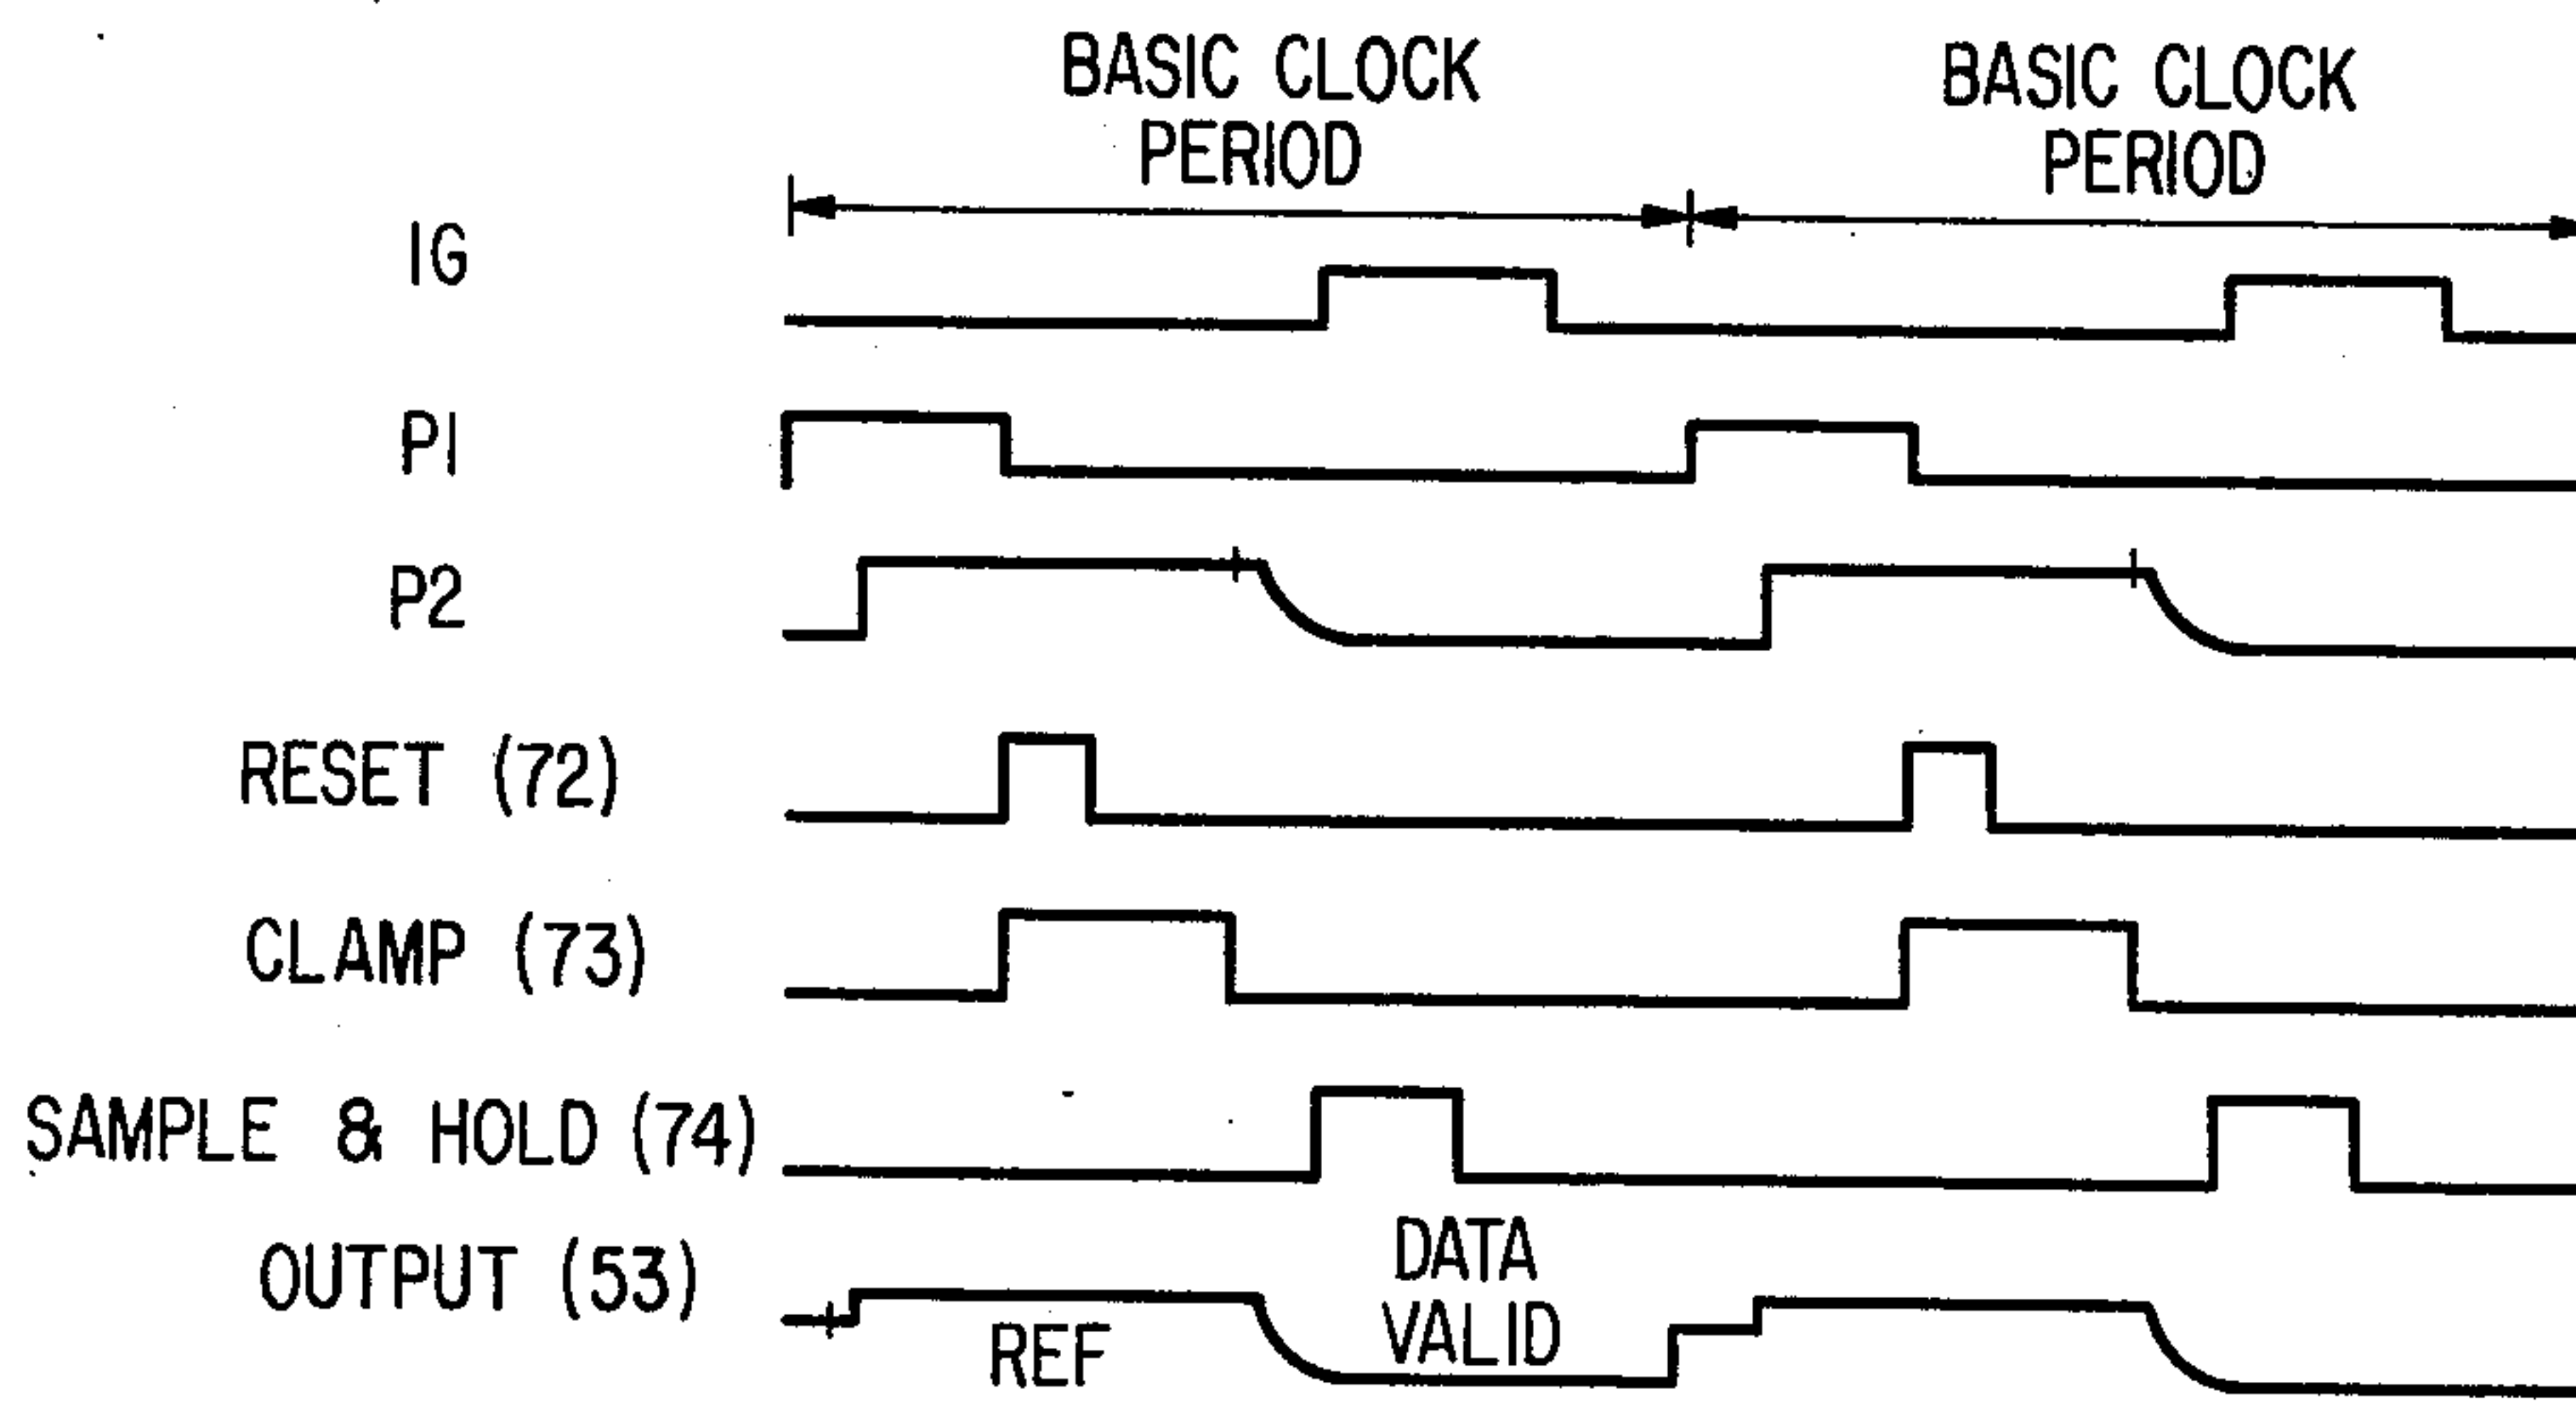 BASIC CLOCK
PERIOD
BASIC CLOCK
PERIOD
IG
P1
P2
RESET (72)
CLAMP (73)
SAMPLE & HOLD (74)
OUTPUT (53)
REF
DATA
VALID